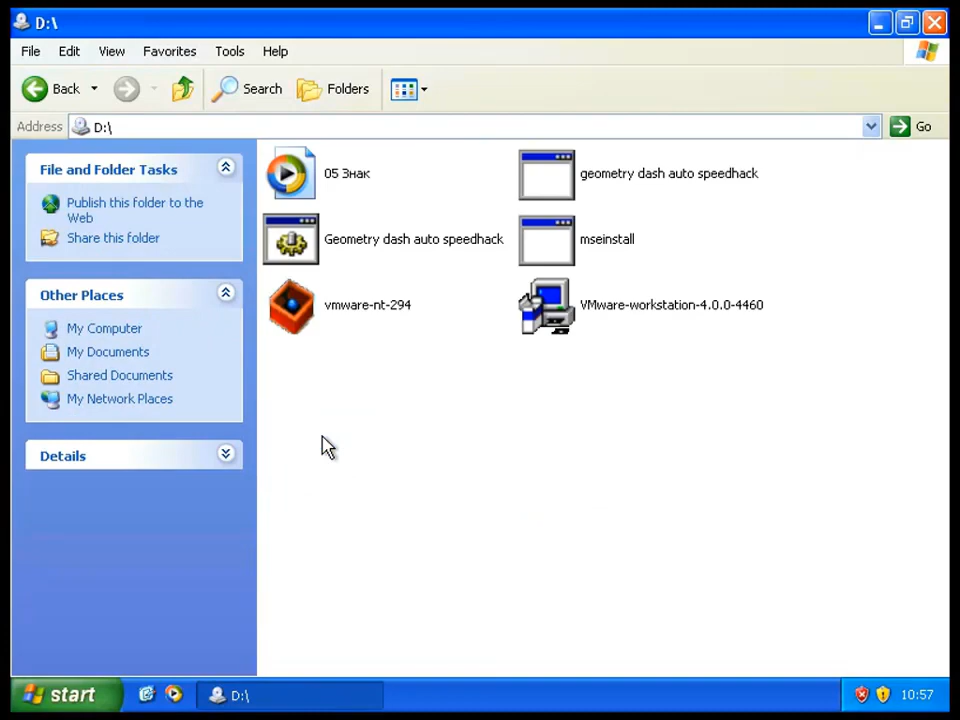 D:\
File Edit View Favorites Tools Help
Back Search Folders
Address D:\ Go
File and Folder Tasks
Publish this folder to the
Web
Share this folder
Other Places
My Computer
My Documents
Shared Documents
My Network Places
Details
05 Знак
geometry dash auto speedhack
Geometry dash auto speedhack
mseinstall
vmware-nt-294
VMware-workstation-4.0.0-4460
start D:\ 10:57